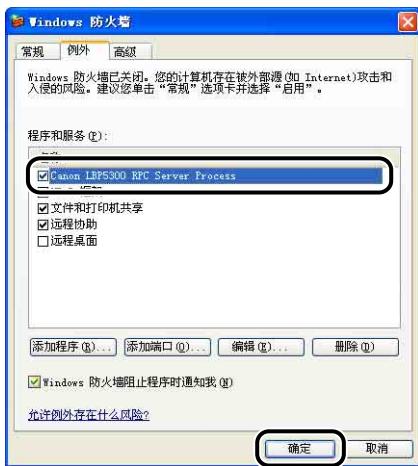 Windows 防火墙
常规 例外 高级
Windows 防火墙已关闭。您的计算机存在被外部源(如 Internet)攻击和
入侵的风险。建议您单击“常规”选项卡并选择“启用”。
程序和服务(P):
Canon LBP5300 RPC Server Process
文件和打印机共享
远程协助
远程桌面
添加程序(R)... 添加端口(O)... 编辑(E)... 删除(D)
Windows 防火墙阻止程序时通知我(N)
允许例外存在什么风险?
确定 取消